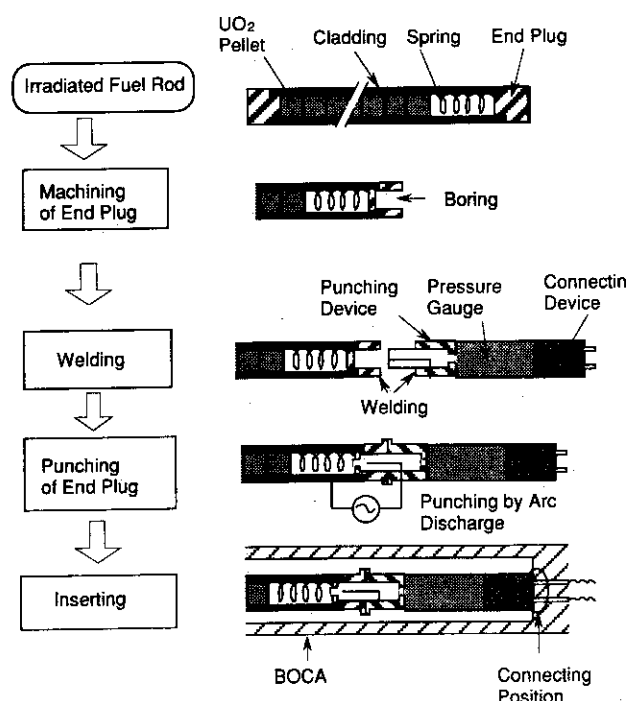 UO₂
Pellet
Cladding
Spring
End Plug
Irradiated Fuel Rod
Machining
of End Plug
Boring
Punching
Device
Pressure
Gauge
Connectin
Device
Welding
Welding
Punching
of End Plug
Punching by Arc
Discharge
Inserting
BOCA
Connecting
Position